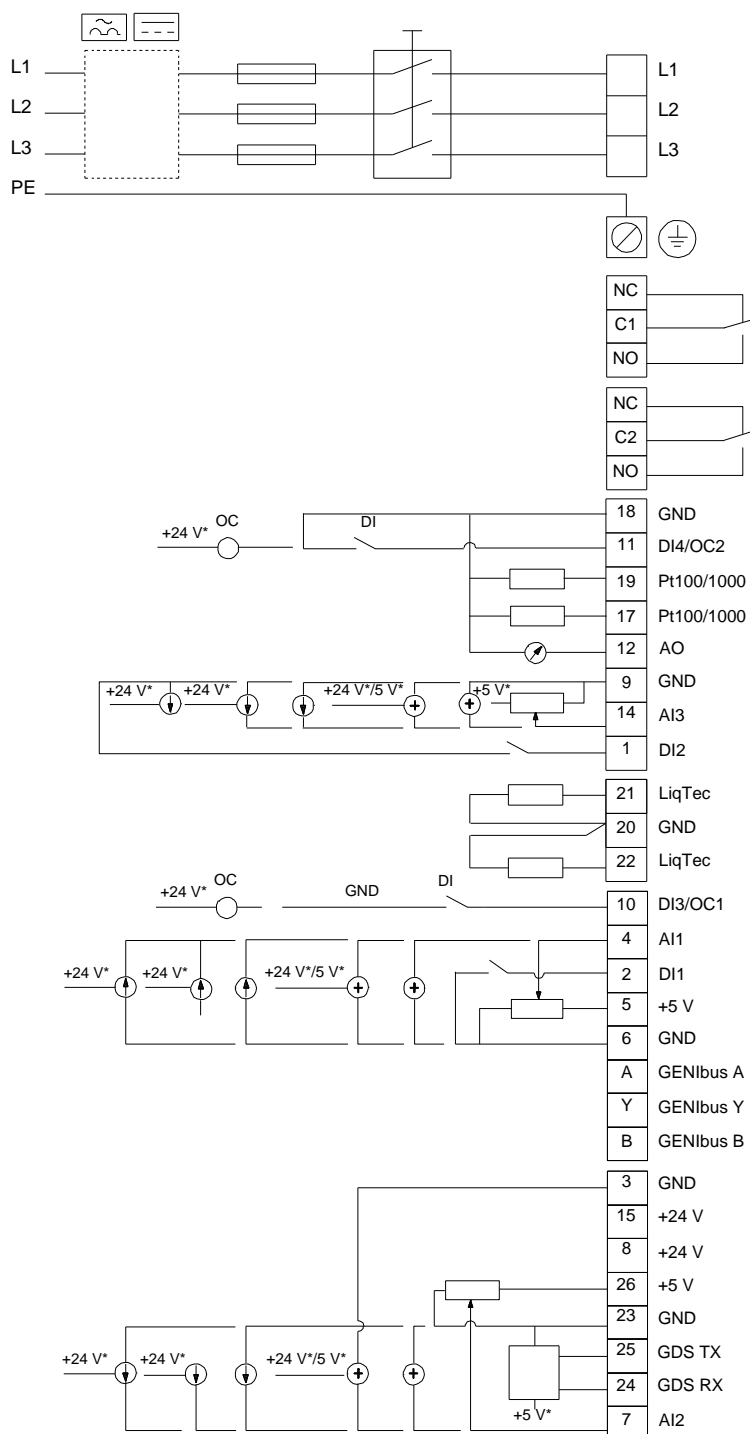 L1 L1
L2 L2
L3 L3
PE
NC
C1
NO
NC
C2
NO
18 GND
+24 V* OC DI 11 DI4/OC2
19 Pt100/1000
17 Pt100/1000
12 AO
9 GND
+24 V* +24 V* +24 V*/5 V* +5 V*
14 AI3
1 DI2
21 LiqTec
20 GND
22 LiqTec
+24 V* OC GND DI 10 DI3/OC1
4 AI1
+24 V* +24 V* +24 V*/5 V* 2 DI1
5 +5 V
6 GND
A GENIbus A
Y GENIbus Y
B GENIbus B
3 GND
15 +24 V
8 +24 V
26 +5 V
23 GND
25 GDS TX
+24 V* +24 V* +24 V*/5 V*
24 GDS RX
+5 V* 7 AI2